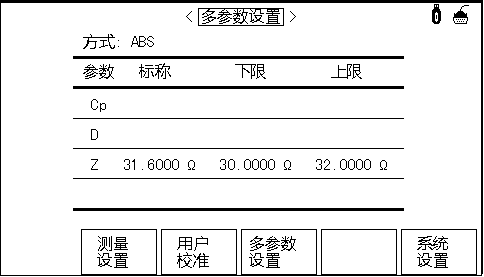 < 多参数设置 >
方式: ABS
参数 标称 下限 上限
Cp
D
Z 31.6000 Ω 30.0000 Ω 32.0000 Ω
测量设置 用户校准 多参数设置 系统设置